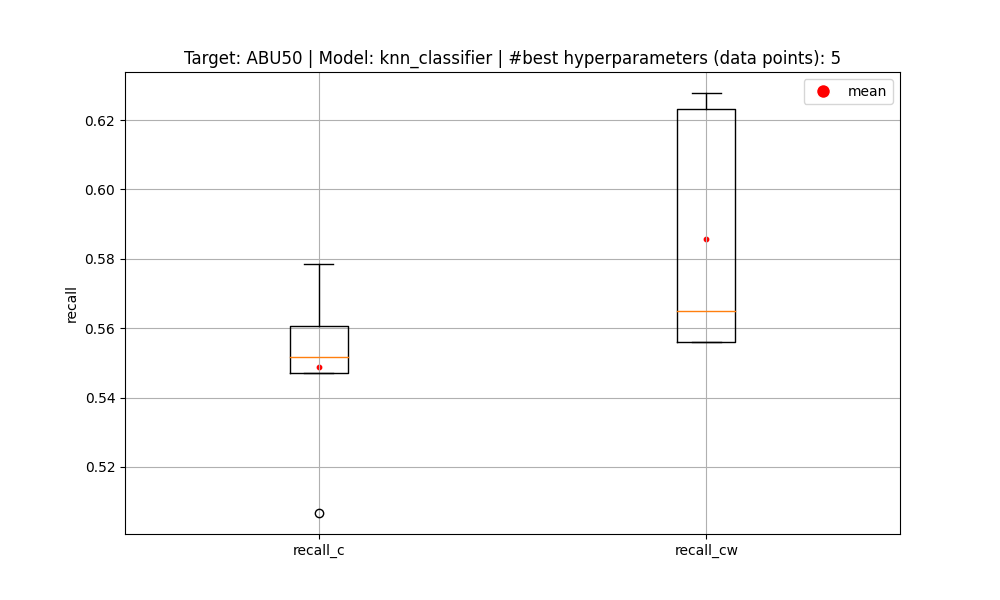 Target: ABU50 | Model: knn_classifier | #best hyperparameters (data points): 5
mean
0.62
0.60
0.58
0.56
0.54
0.52
recall
recall_c
recall_cw